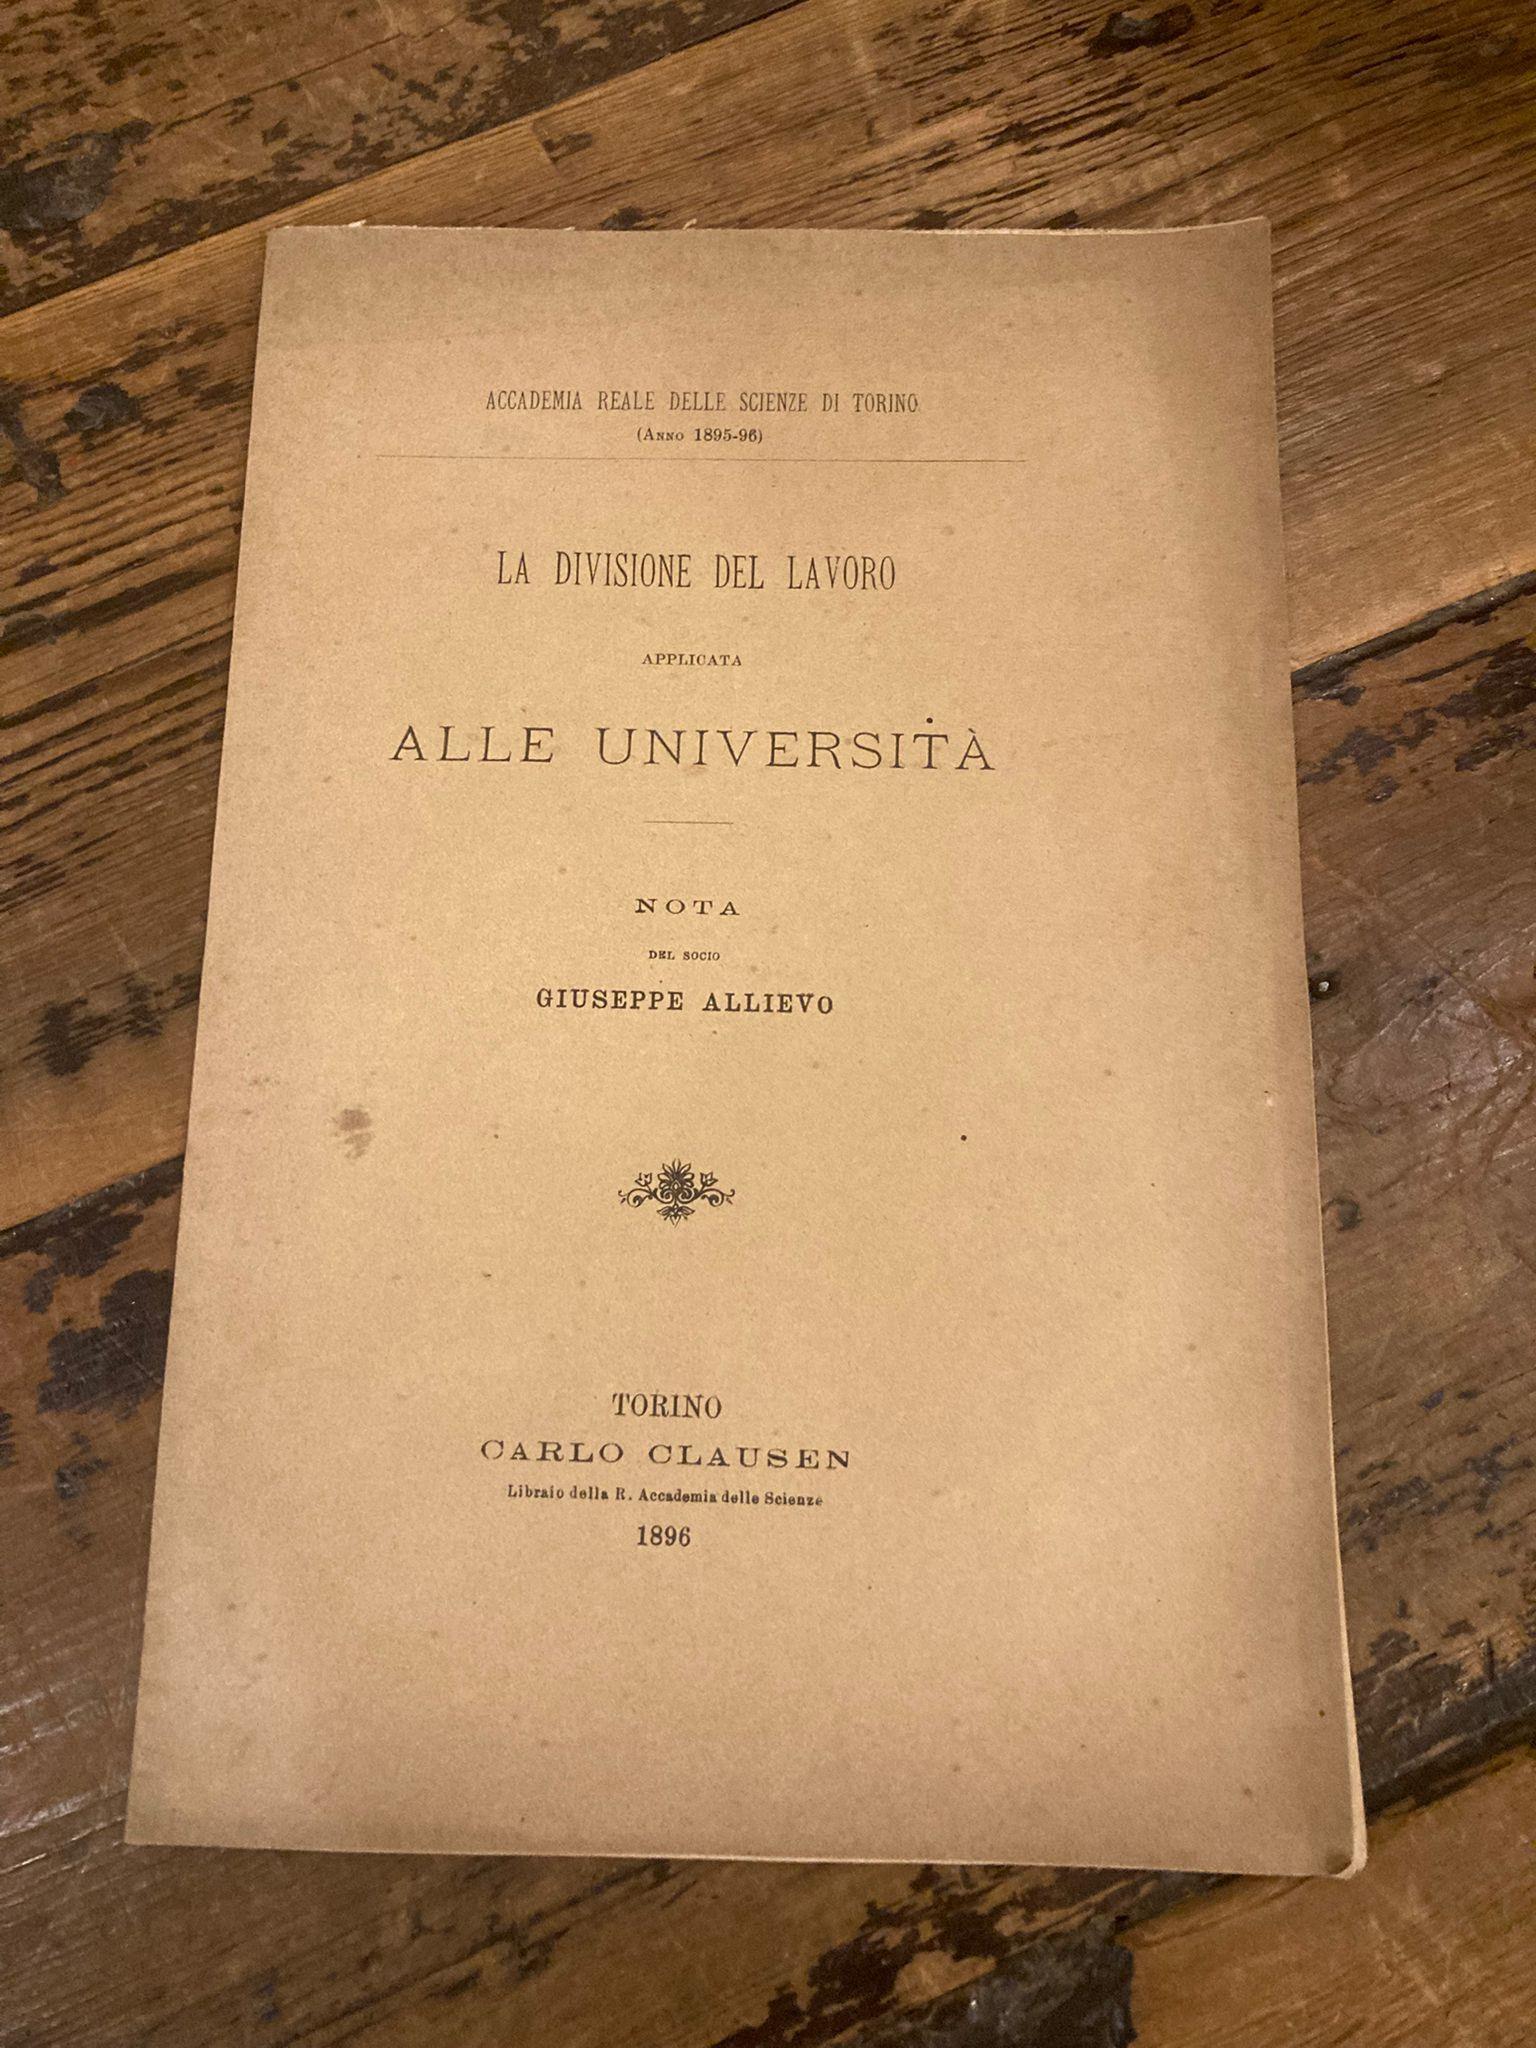 ACCADEMIA REALE DELLE SCIENZE DI TORINO
(ANNO 1895-96)
LA DIVISIONE DEL LAVORO
APPLICATA
ALLE UNIVERSITÀ
NOTA
DEL SOCIO
GIUSEPPE ALLIEVO
TORINO
CARLO CLAUSEN
Libraio della R. Accademia delle Scienze
1896